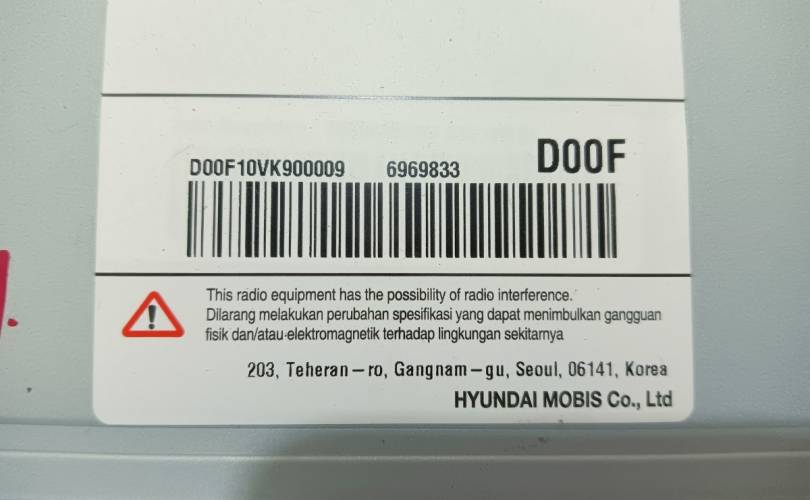 D00F
D00F10VK900009 6969833
This radio equipment has the possibility of radio interference.
Dilarang melakukan perubahan spesifikasi yang dapat menimbulkan gangguan
fisik dan/atau elektromagnetik terhadap lingkungan sekitarnya
203, Teheran-ro, Gangnam-gu, Seoul, 06141, Korea
HYUNDAI MOBIS Co., Ltd